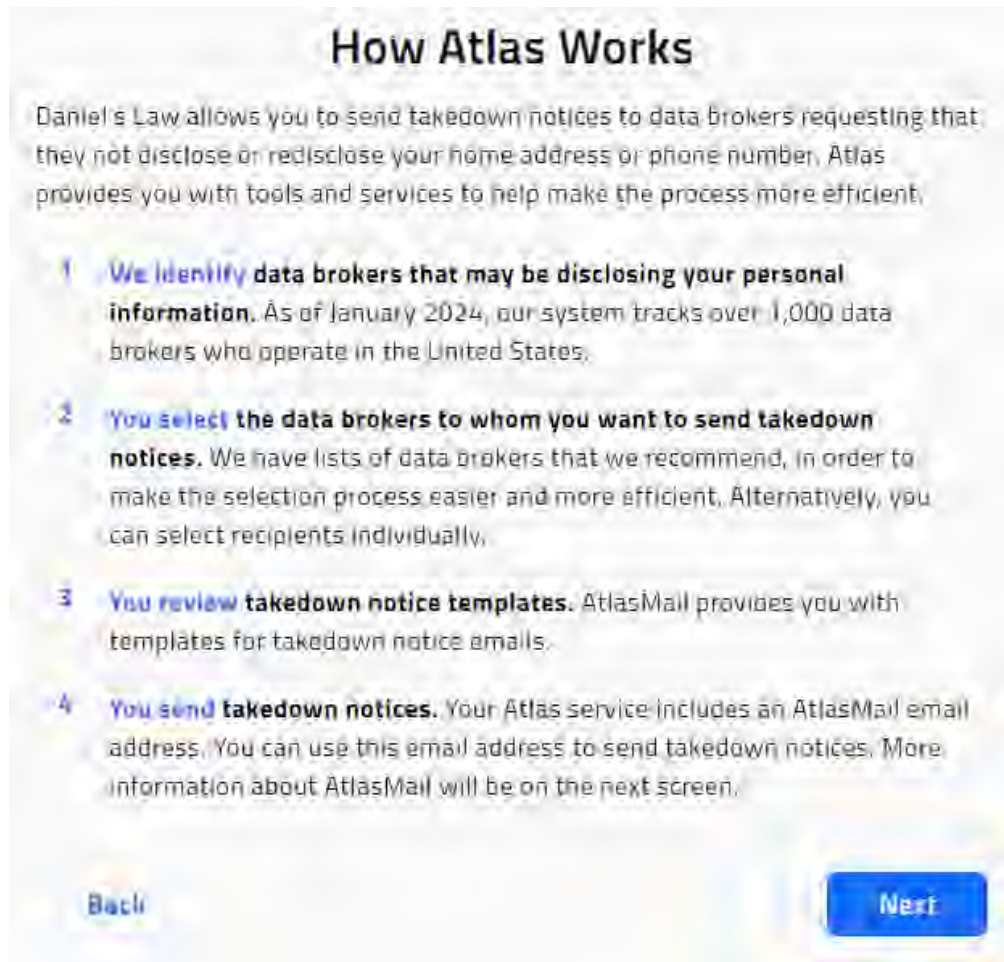 How Atlas Works
Daniel's Law allows you to send takedown notices to data brokers requesting that
they not disclose or redisclose your home address or phone number. Atlas
provides you with tools and services to help make the process more efficient.
1 We identify data brokers that may be disclosing your personal
information. As of January 2024, our system tracks over 1,000 data
brokers who operate in the United States.
2 You select the data brokers to whom you want to send takedown
notices. We have lists of data brokers that we recommend, in order to
make the selection process easier and more efficient. Alternatively, you
can select recipients individually.
3 You review takedown notice templates. AtlasMail provides you with
templates for takedown notice emails.
4 You send takedown notices. Your Atlas service includes an AtlasMail email
address. You can use this email address to send takedown notices. More
information about AtlasMail will be on the next screen.
Back Next